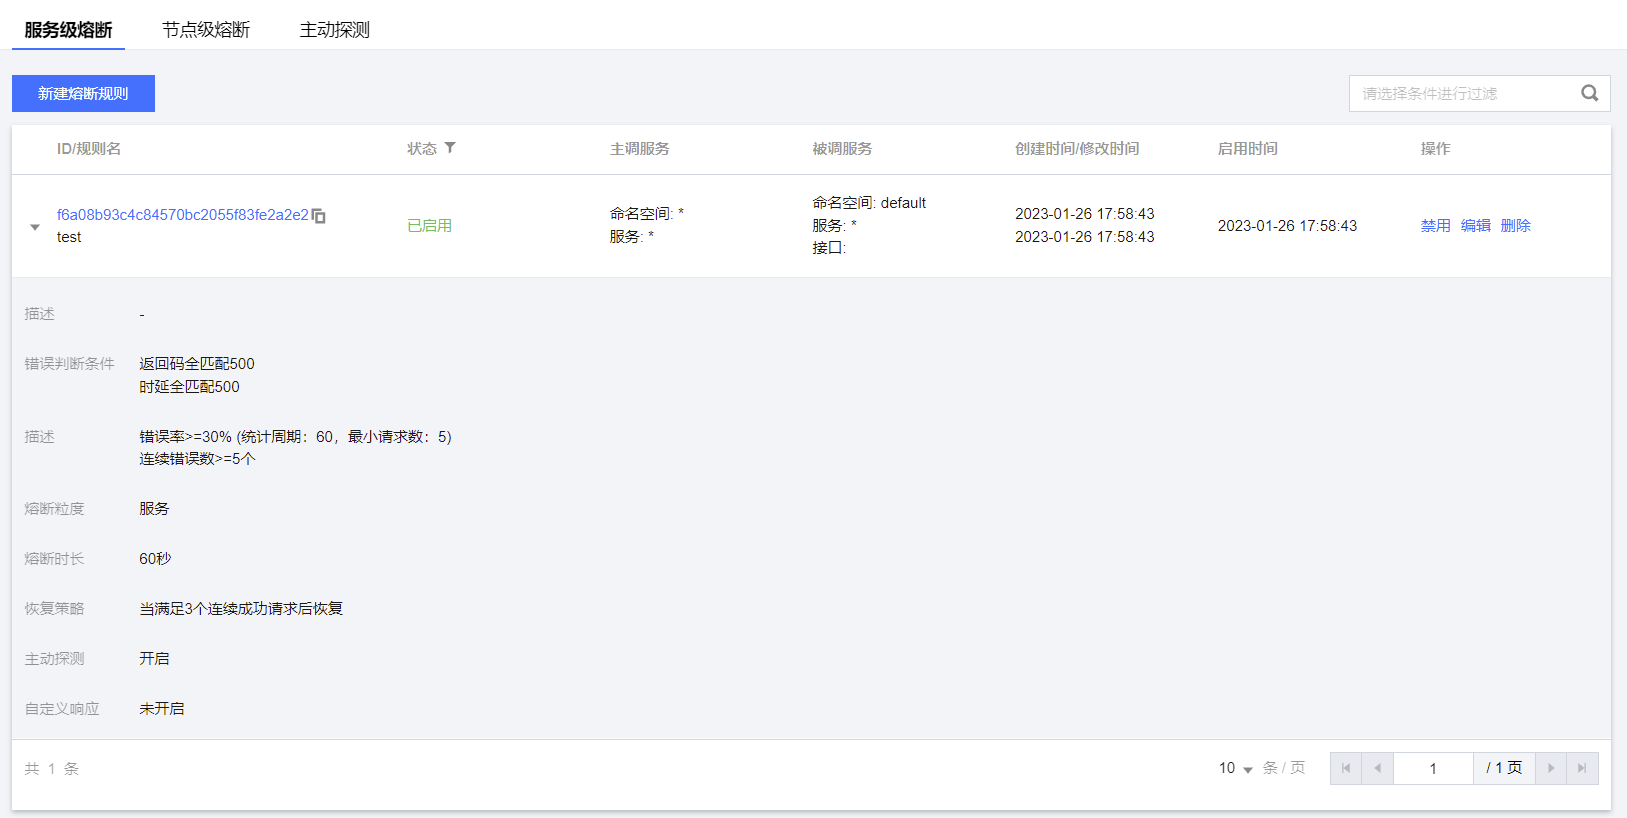 服务级熔断 节点级熔断 主动探测
新建熔断规则 请选择条件进行过滤
ID/规则名 状态 主调服务 被调服务 创建时间/修改时间 启用时间 操作
f6a08b93c4c84570bc2055f83fe2a2e2
test
已启用
命名空间: *
服务: *
命名空间: default
服务: *
接口:
2023-01-26 17:58:43
2023-01-26 17:58:43
2023-01-26 17:58:43
禁用 编辑 删除
描述 -
错误判断条件 返回码全匹配500
时延全匹配500
描述 错误率>=30% (统计周期：60，最小请求数：5)
连续错误数>=5个
熔断粒度 服务
熔断时长 60秒
恢复策略 当满足3个连续成功请求后恢复
主动探测 开启
自定义响应 未开启
共 1 条 10 条 / 页 1 / 1 页